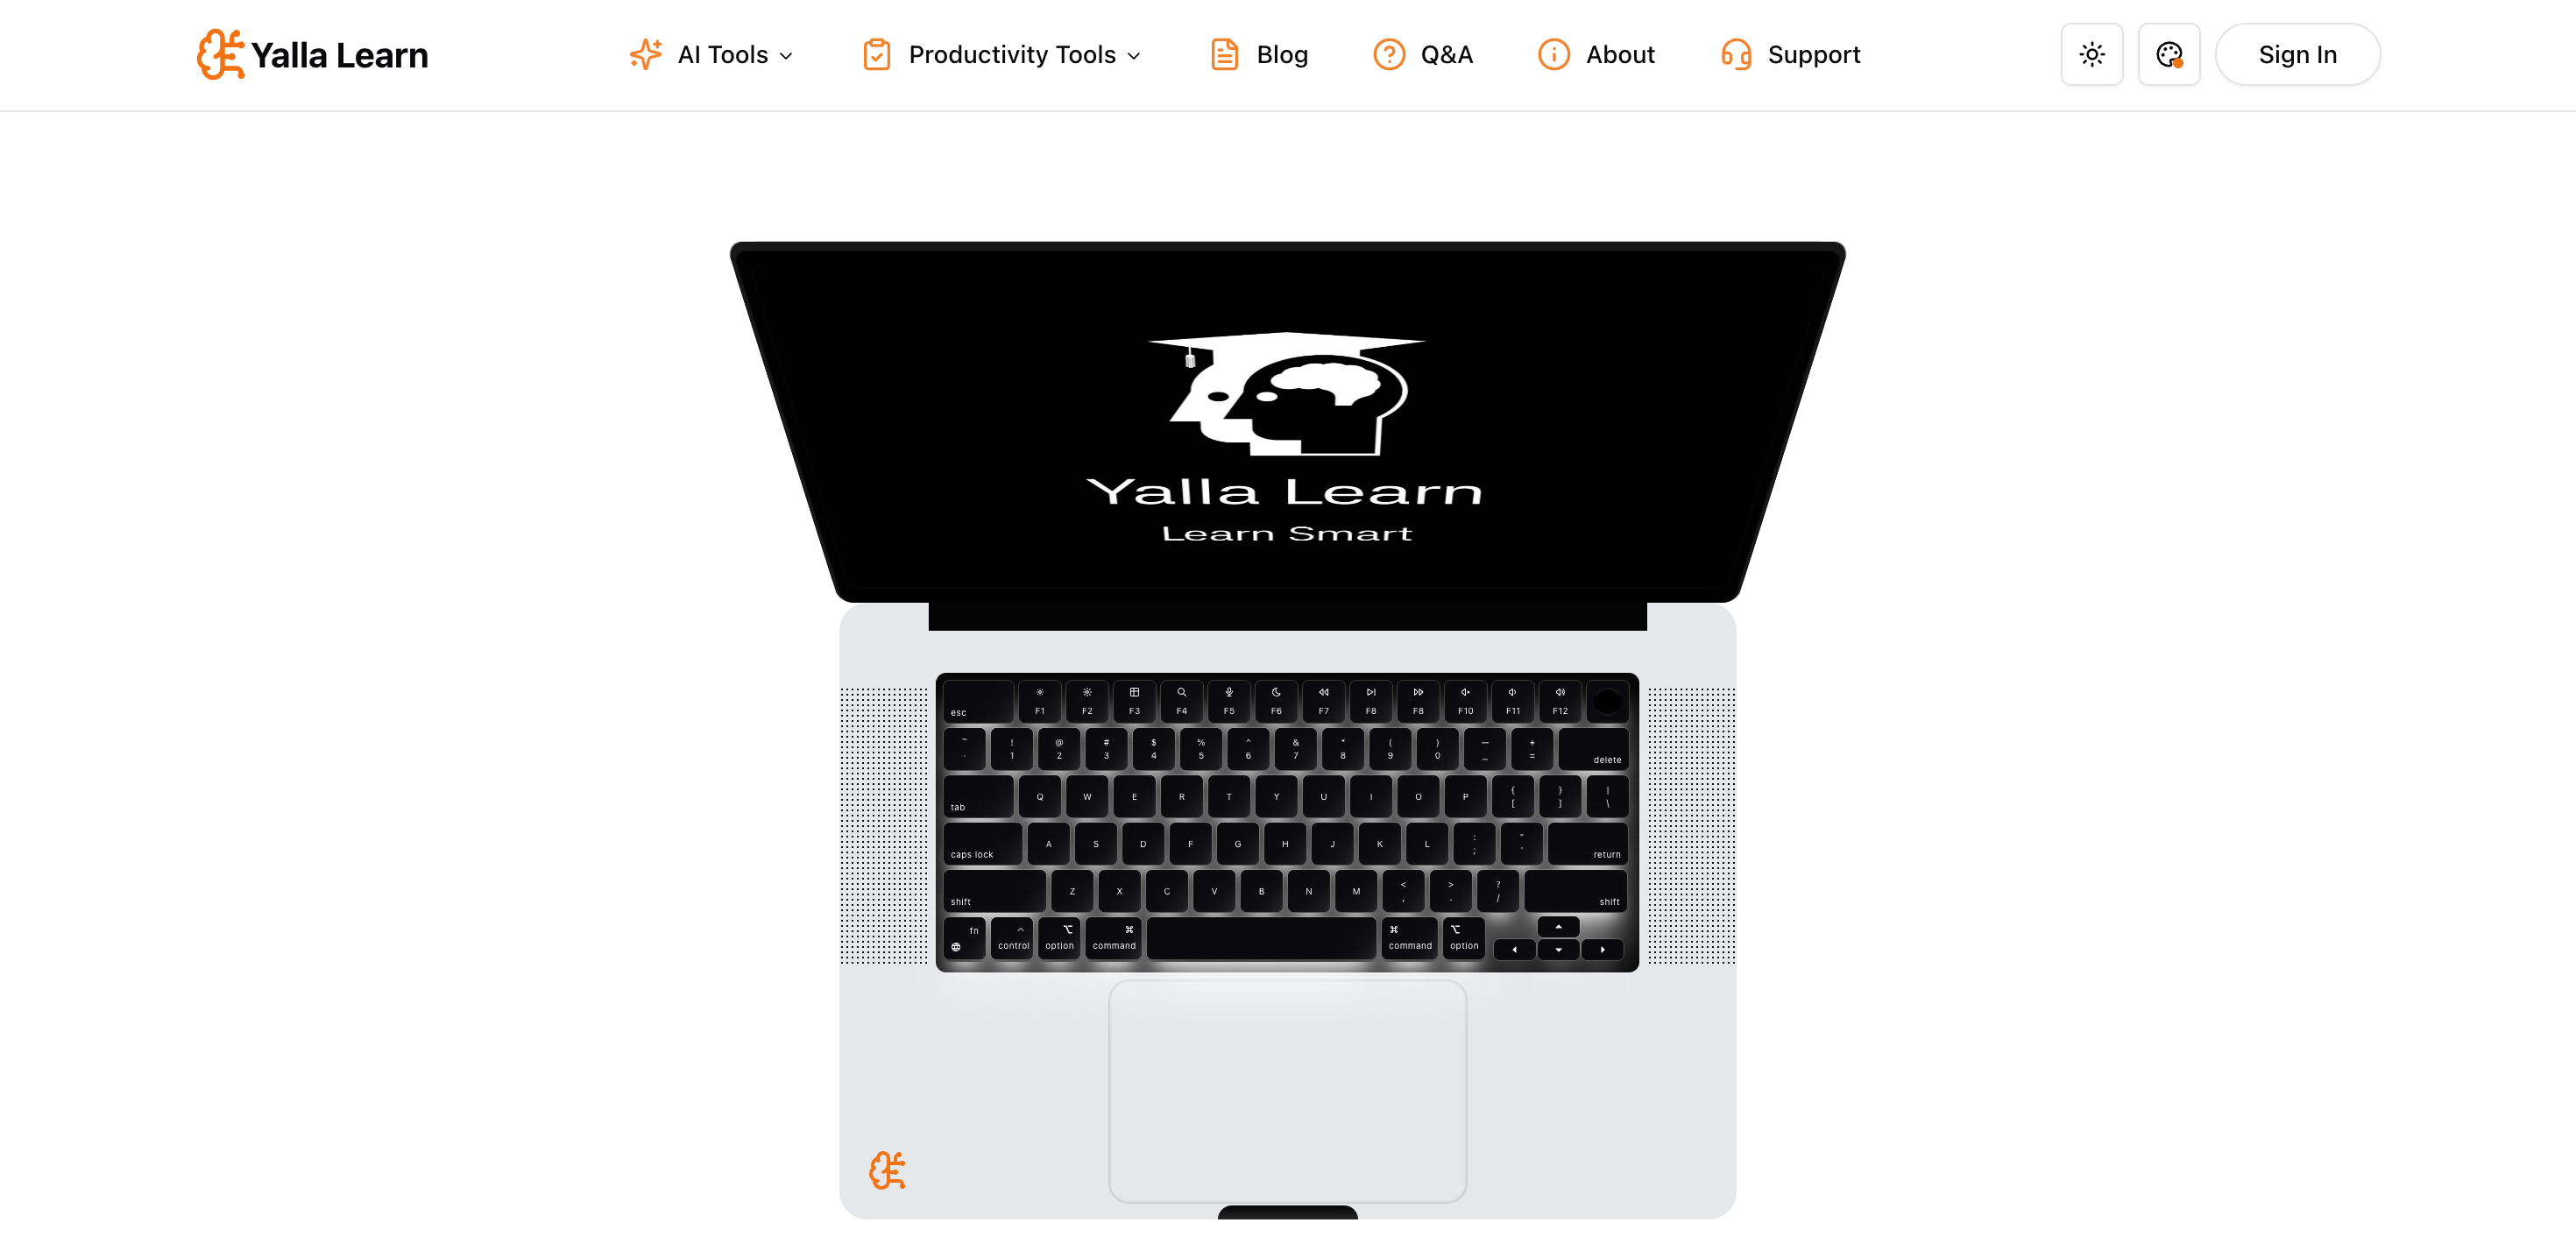 Yalla Learn
AI Tools
Productivity Tools
Blog
Q&A
About
Support
Sign In
Yalla Learn
Learn Smart
esc F1 F2 F3 F4 F5 F6 F7 F8 F8 F10 F11 F12
~ ! @ # $ % ^ & * ( ) — +
` 1 2 3 4 5 6 7 8 9 0 _ = delete
{ } |
tab Q W E R T Y U I O P [ ] \
: "
caps lock A S D F G H J K L ; ' return
< > ?
shift Z X C V B N M , . / shift
fn ^ ⌥ ⌘ ⌘ ⌥
control option command command option